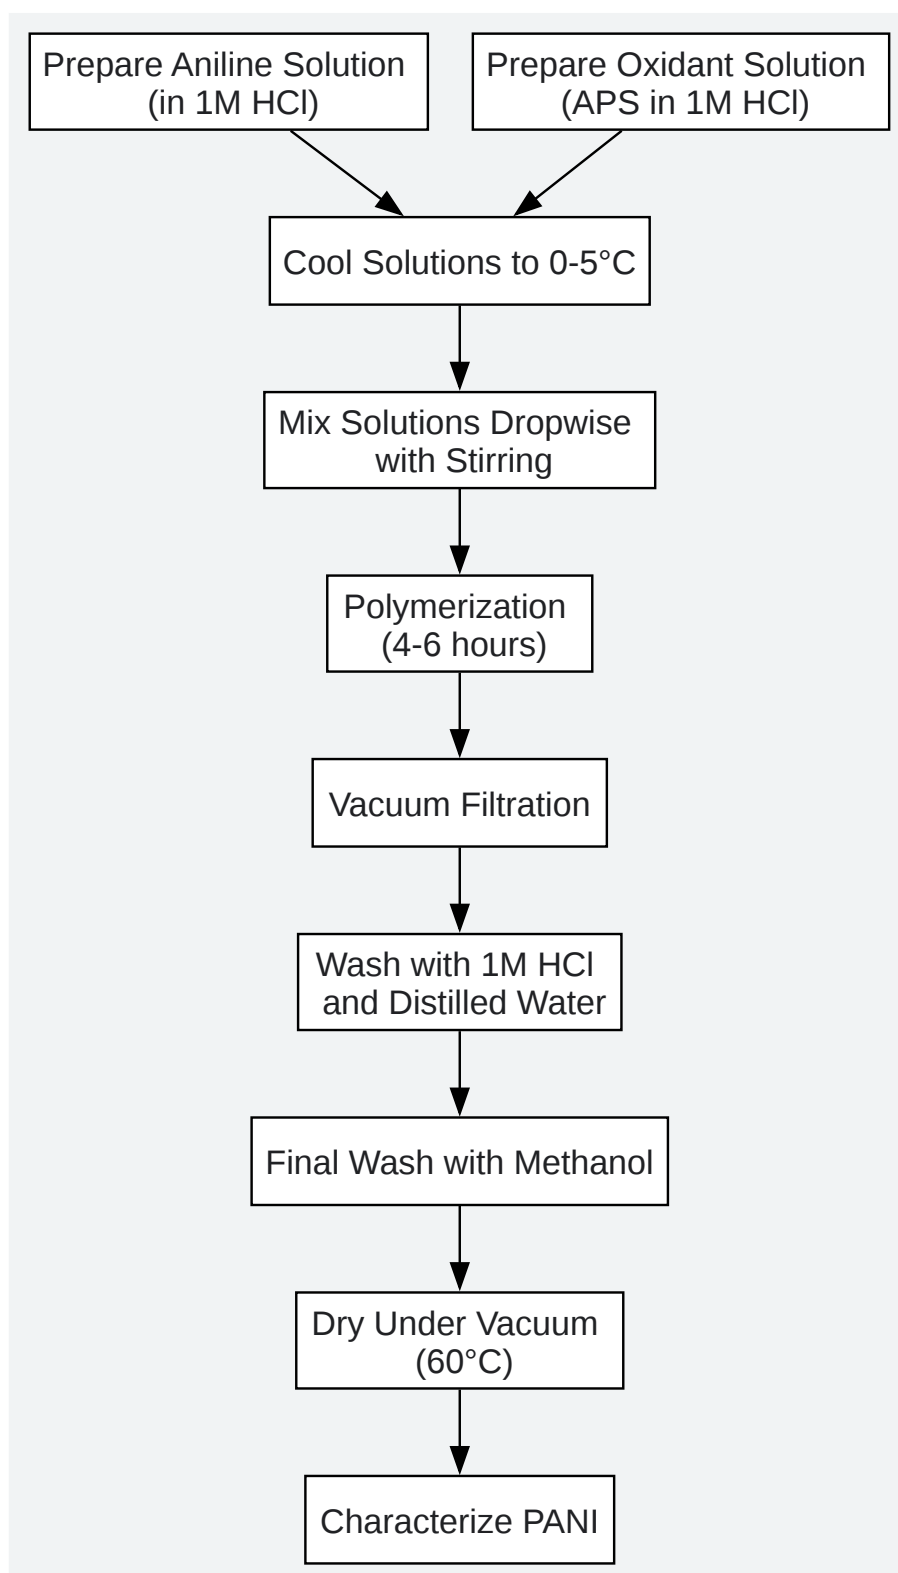 Prepare Aniline Solution
(in 1M HCl)
Prepare Oxidant Solution
(APS in 1M HCl)
Cool Solutions to 0-5°C
Mix Solutions Dropwise
with Stirring
Polymerization
(4-6 hours)
Vacuum Filtration
Wash with 1M HCl
and Distilled Water
Final Wash with Methanol
Dry Under Vacuum
(60°C)
Characterize PANI